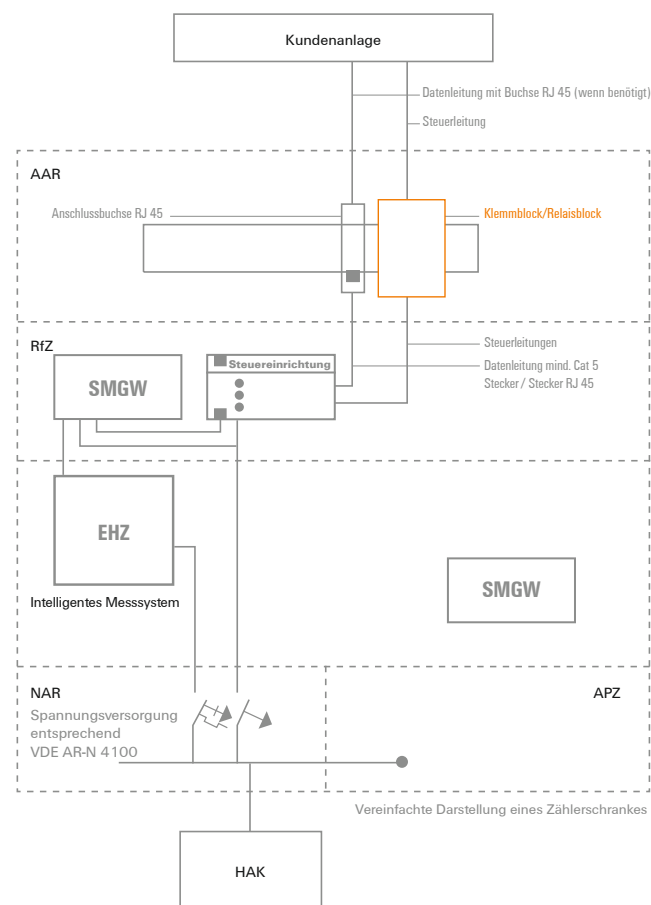 Kundenanlage
Datenleitung mit Buchse RJ 45 (wenn benötigt)
Steuerleitung
AAR
Anschlussbuchse RJ 45
Klemmblock/Relaisblock
RfZ
SMGW
Steuereinrichtung
Steuerleitungen
Datenleitung mind. Cat 5
Stecker / Stecker RJ 45
EHZ
SMGW
Intelligentes Messsystem
NAR
APZ
Spannungsversorgung
entsprechend
VDE AR-N 4100
Vereinfachte Darstellung eines Zählerschrankes
HAK